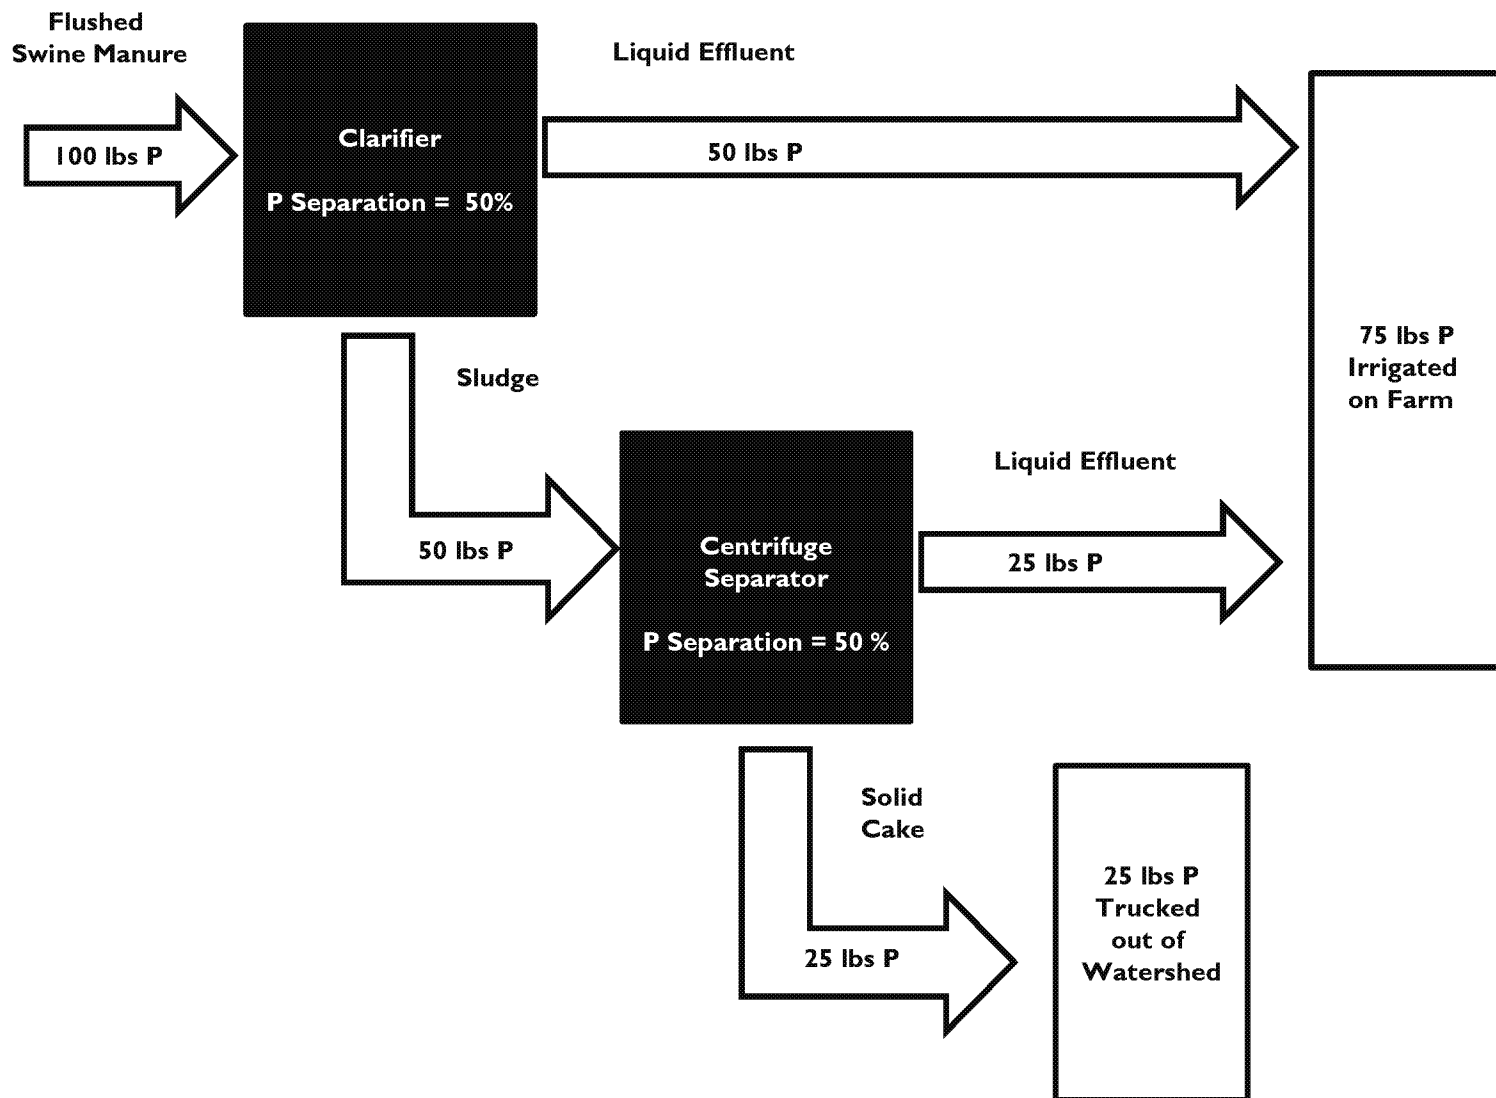 Flushed
Swine Manure
100 lbs P
Clarifier
P Separation = 50%
Liquid Effluent
50 lbs P
75 lbs P
Irrigated
on Farm
Sludge
50 lbs P
Centrifuge
Separator
P Separation = 50 %
Liquid Effluent
25 lbs P
Solid
Cake
25 lbs P
25 lbs P
Trucked
out of
Watershed